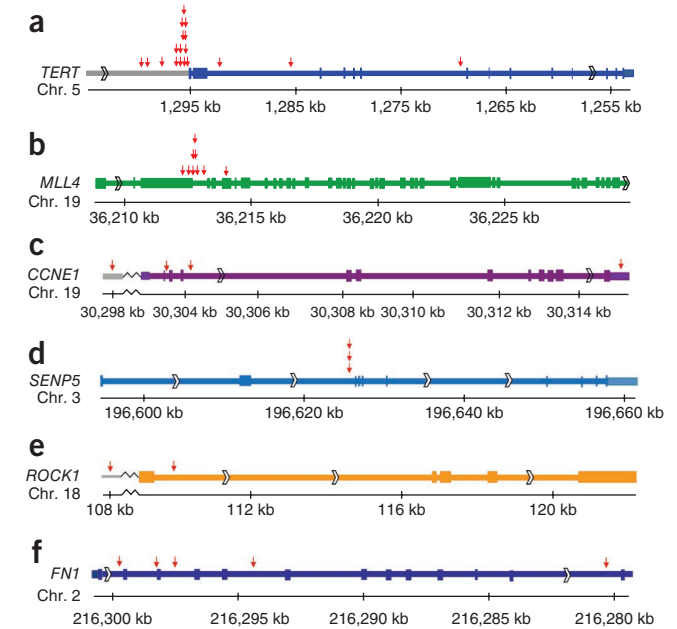 a
TERT
Chr. 5
1,295 kb 1,285 kb 1,275 kb 1,265 kb 1,255 kb
b
MLL4
Chr. 19
36,210 kb 36,215 kb 36,220 kb 36,225 kb
c
CCNE1
Chr. 19
30,298 kb 30,304 kb 30,306 kb 30,308 kb 30,310 kb 30,312 kb 30,314 kb
d
SENP5
Chr. 3
196,600 kb 196,620 kb 196,640 kb 196,660 kb
e
ROCK1
Chr. 18
108 kb 112 kb 116 kb 120 kb
f
FN1
Chr. 2
216,300 kb 216,295 kb 216,290 kb 216,285 kb 216,280 kb